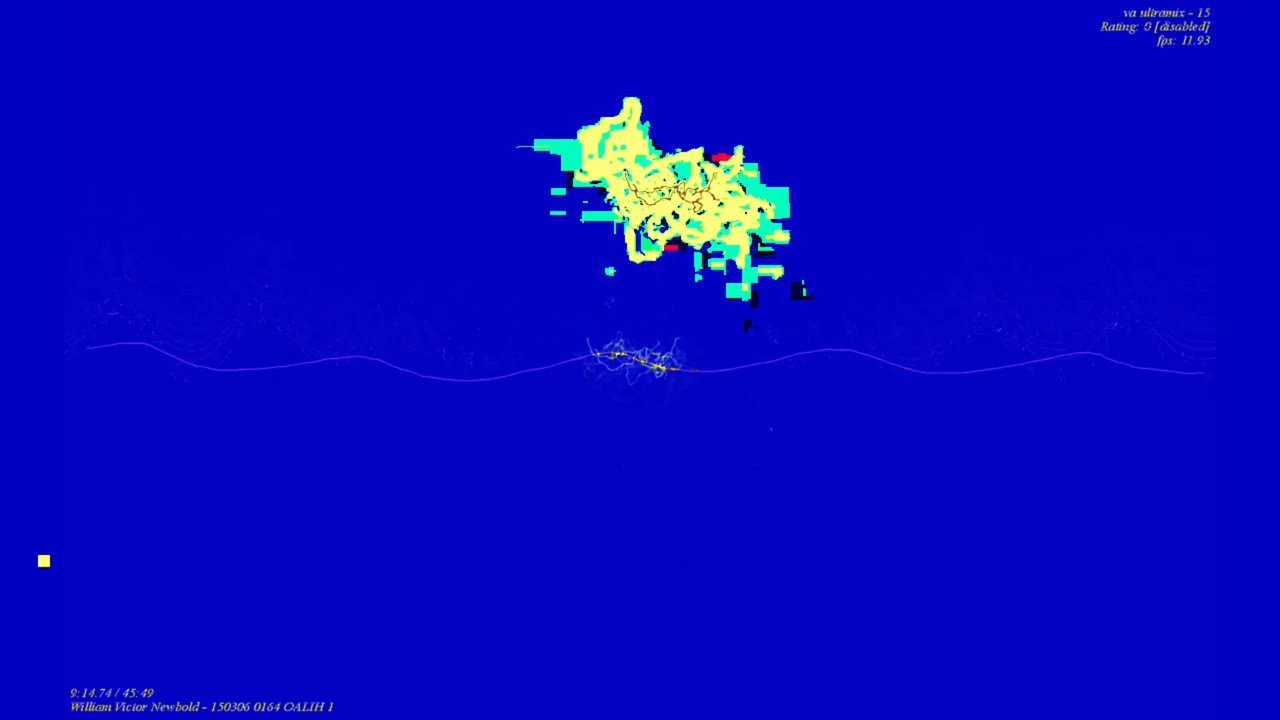 va ultramix - 15
Rating: 0 [disabled]
fps: 11.93
9:14.74 / 45:49
William Victor Newbold - 150306 0164 OALIH 1